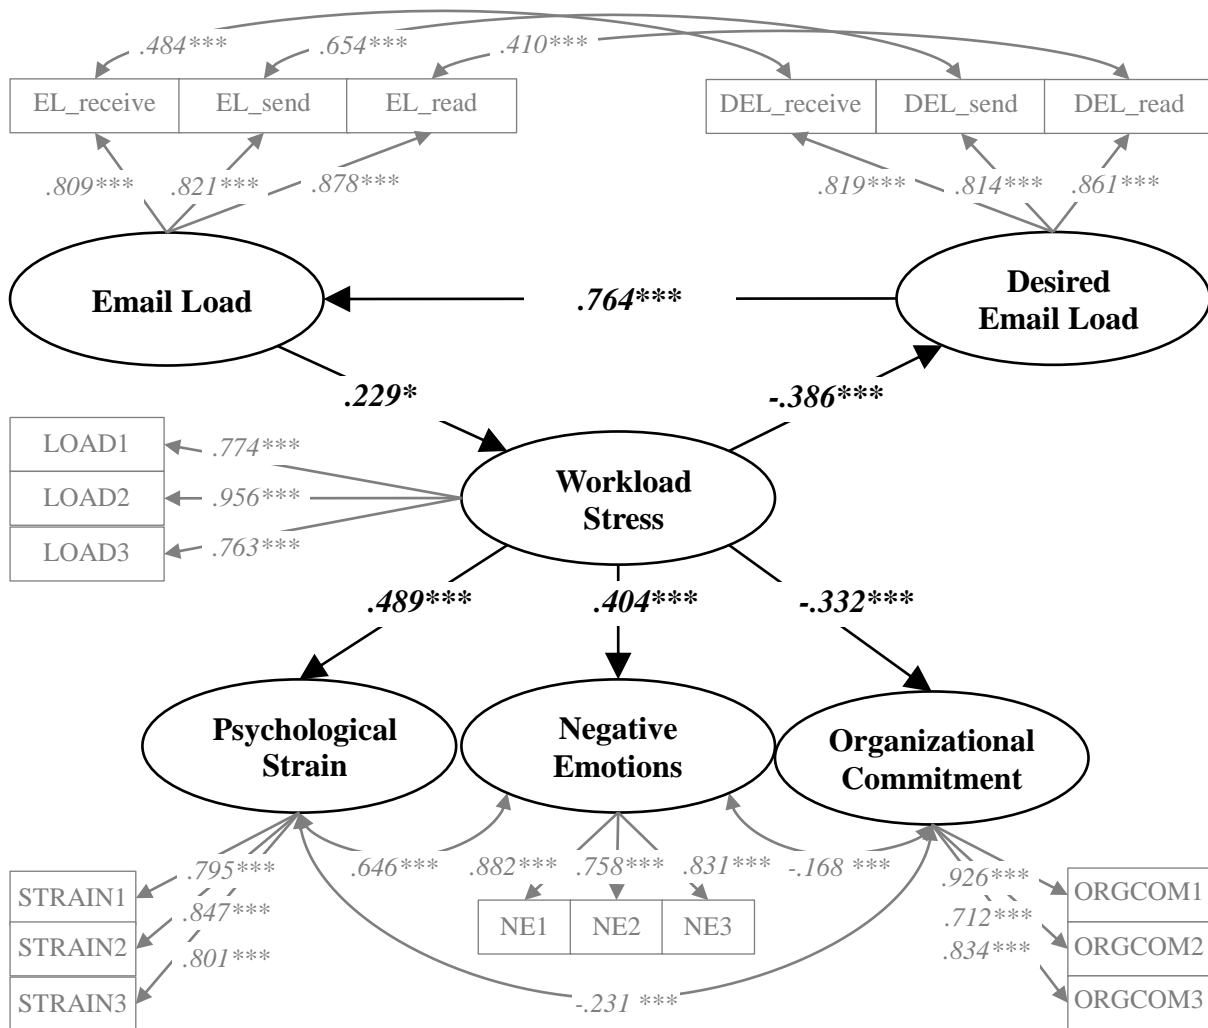 .484***
.654***
.410***
EL_receive
EL_send
EL_read
DEL_receive
DEL_send
DEL_read
.809***
.821***
.878***
.819***
.814***
.861***
Email Load
.764***
Desired
Email Load
.229*
-.386***
LOAD1
LOAD2
LOAD3
.774***
.956***
.763***
Workload
Stress
.489***
.404***
-.332***
Psychological
Strain
Negative
Emotions
Organizational
Commitment
.795***
.847***
.801***
.646***
.882***
.758***
.831***
-.168 ***
.926***
.712***
.834***
STRAIN1
STRAIN2
STRAIN3
NE1
NE2
NE3
ORGCOM1
ORGCOM2
ORGCOM3
-.231 ***